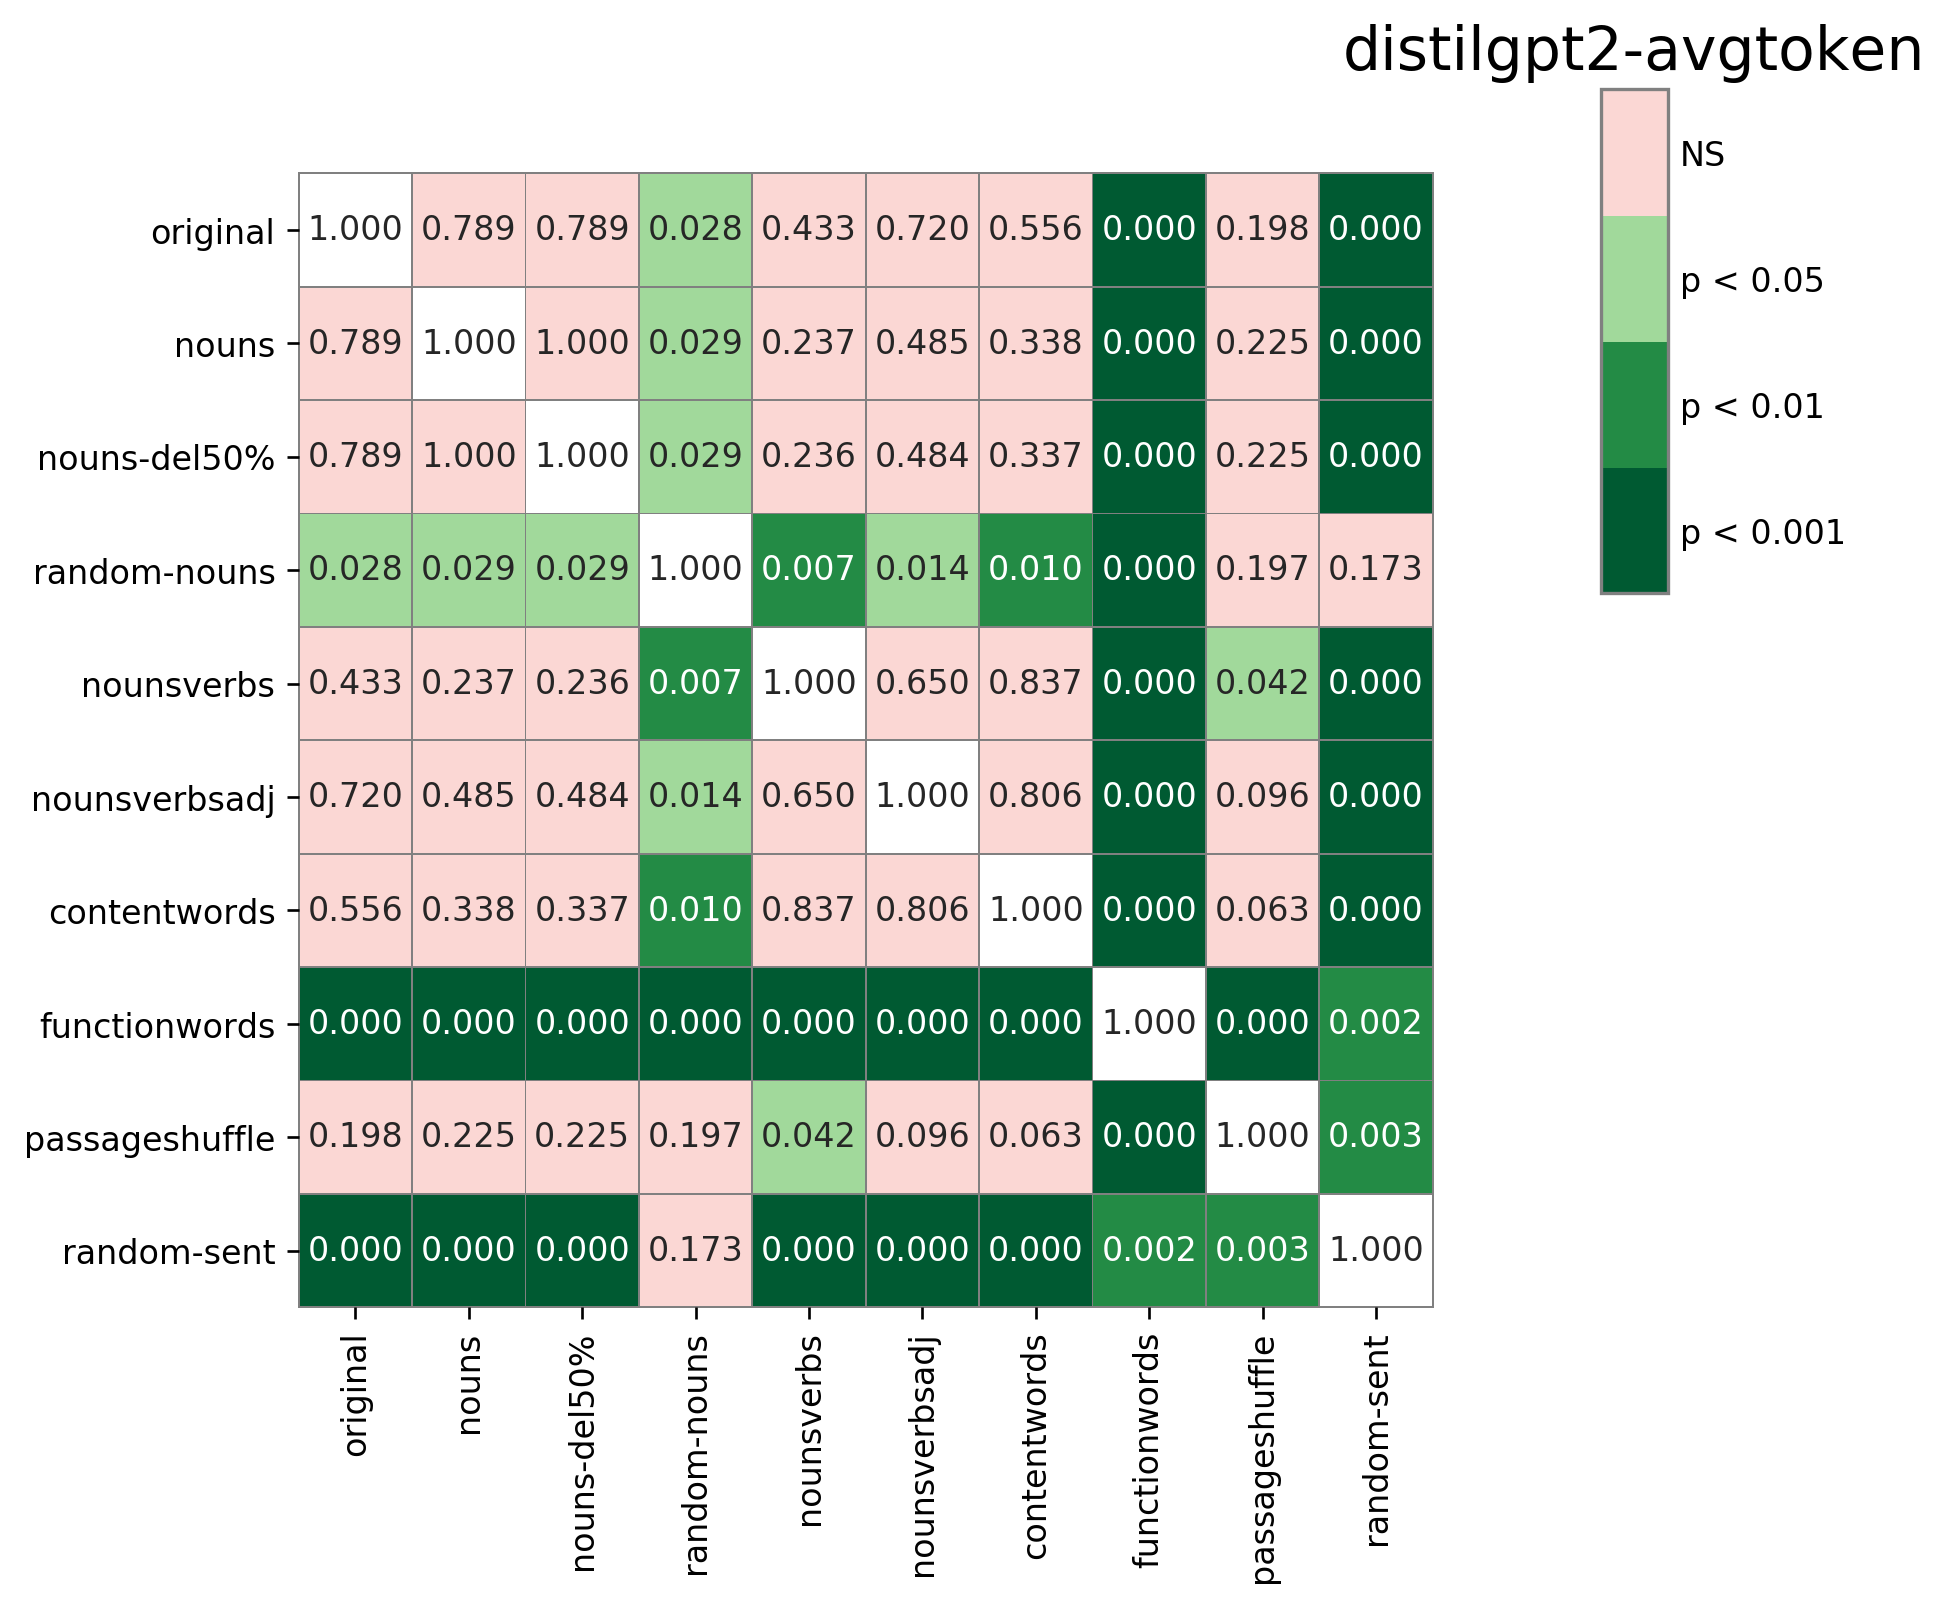 distilgpt2-avgtoken
NS
p < 0.05
p < 0.01
p < 0.001
original 1.000 0.789 0.789 0.028 0.433 0.720 0.556 0.000 0.198 0.000
nouns 0.789 1.000 1.000 0.029 0.237 0.485 0.338 0.000 0.225 0.000
nouns-del50% 0.789 1.000 1.000 0.029 0.236 0.484 0.337 0.000 0.225 0.000
random-nouns 0.028 0.029 0.029 1.000 0.007 0.014 0.010 0.000 0.197 0.173
nounsverbs 0.433 0.237 0.236 0.007 1.000 0.650 0.837 0.000 0.042 0.000
nounsverbsadj 0.720 0.485 0.484 0.014 0.650 1.000 0.806 0.000 0.096 0.000
contentwords 0.556 0.338 0.337 0.010 0.837 0.806 1.000 0.000 0.063 0.000
functionwords 0.000 0.000 0.000 0.000 0.000 0.000 0.000 1.000 0.000 0.002
passageshuffle 0.198 0.225 0.225 0.197 0.042 0.096 0.063 0.000 1.000 0.003
random-sent 0.000 0.000 0.000 0.173 0.000 0.000 0.000 0.002 0.003 1.000
original
nouns
nouns-del50%
random-nouns
nounsverbs
nounsverbsadj
contentwords
functionwords
passageshuffle
random-sent